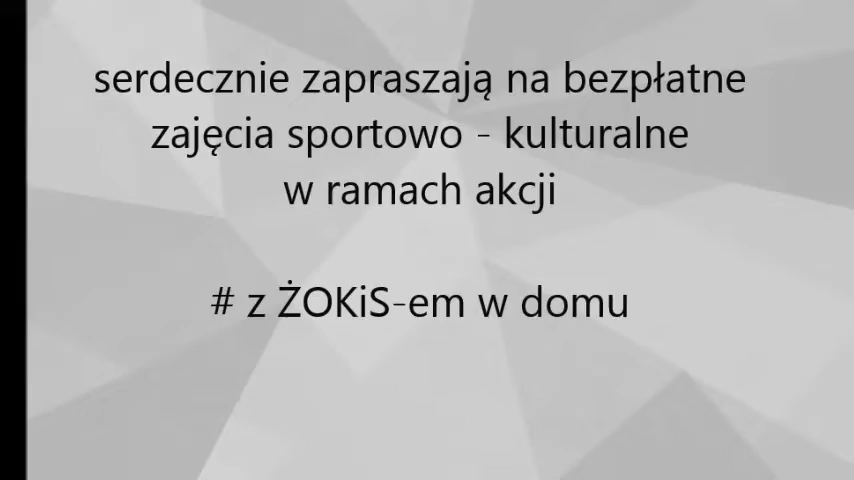 serdecznie zapraszają na bezpłatne
zajęcia sportowo - kulturalne
w ramach akcji
# z ŻOKiS-em w domu